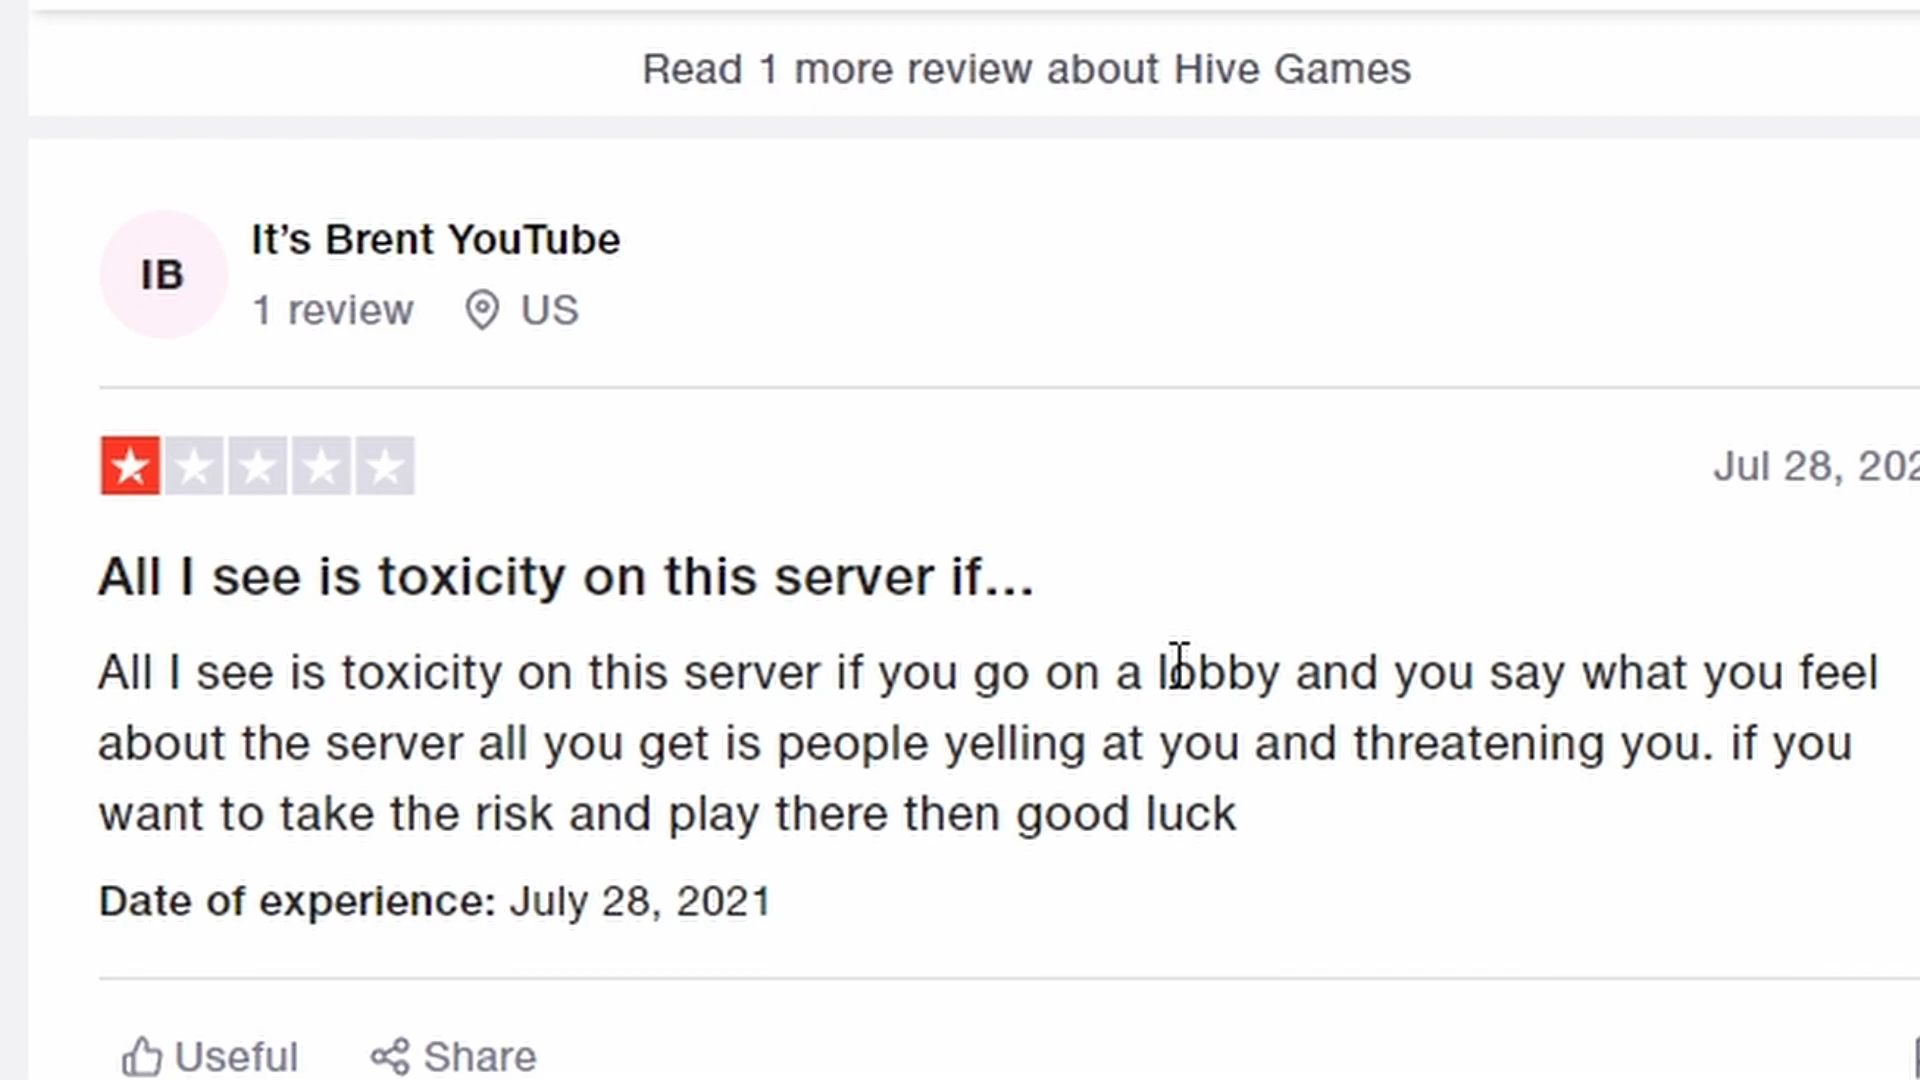 Read 1 more review about Hive Games
IB
It's Brent YouTube
1 review US
Jul 28, 202
All I see is toxicity on this server if...
All I see is toxicity on this server if you go on a lobby and you say what you feel
about the server all you get is people yelling at you and threatening you. if you
want to take the risk and play there then good luck
Date of experience: July 28, 2021
Useful Share